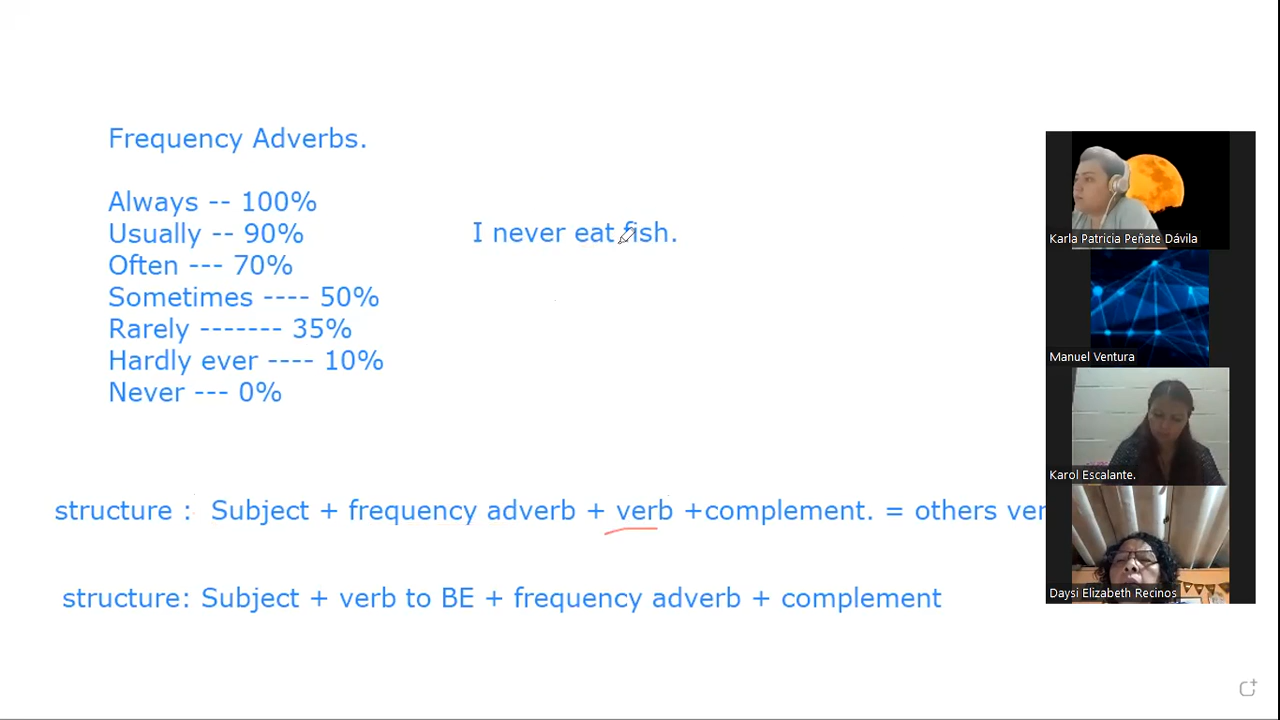 Frequency Adverbs.
Always -- 100%
Usually -- 90%
Often --- 70%
Sometimes ---- 50%
Rarely ------- 35%
Hardly ever ---- 10%
Never --- 0%
I never eat fish.
structure : Subject + frequency adverb + verb +complement. = others ver
structure: Subject + verb to BE + frequency adverb + complement
Karla Patricia Peñate Dávila
Manuel Ventura
Karol Escalante.
Daysi Elizabeth Recinos